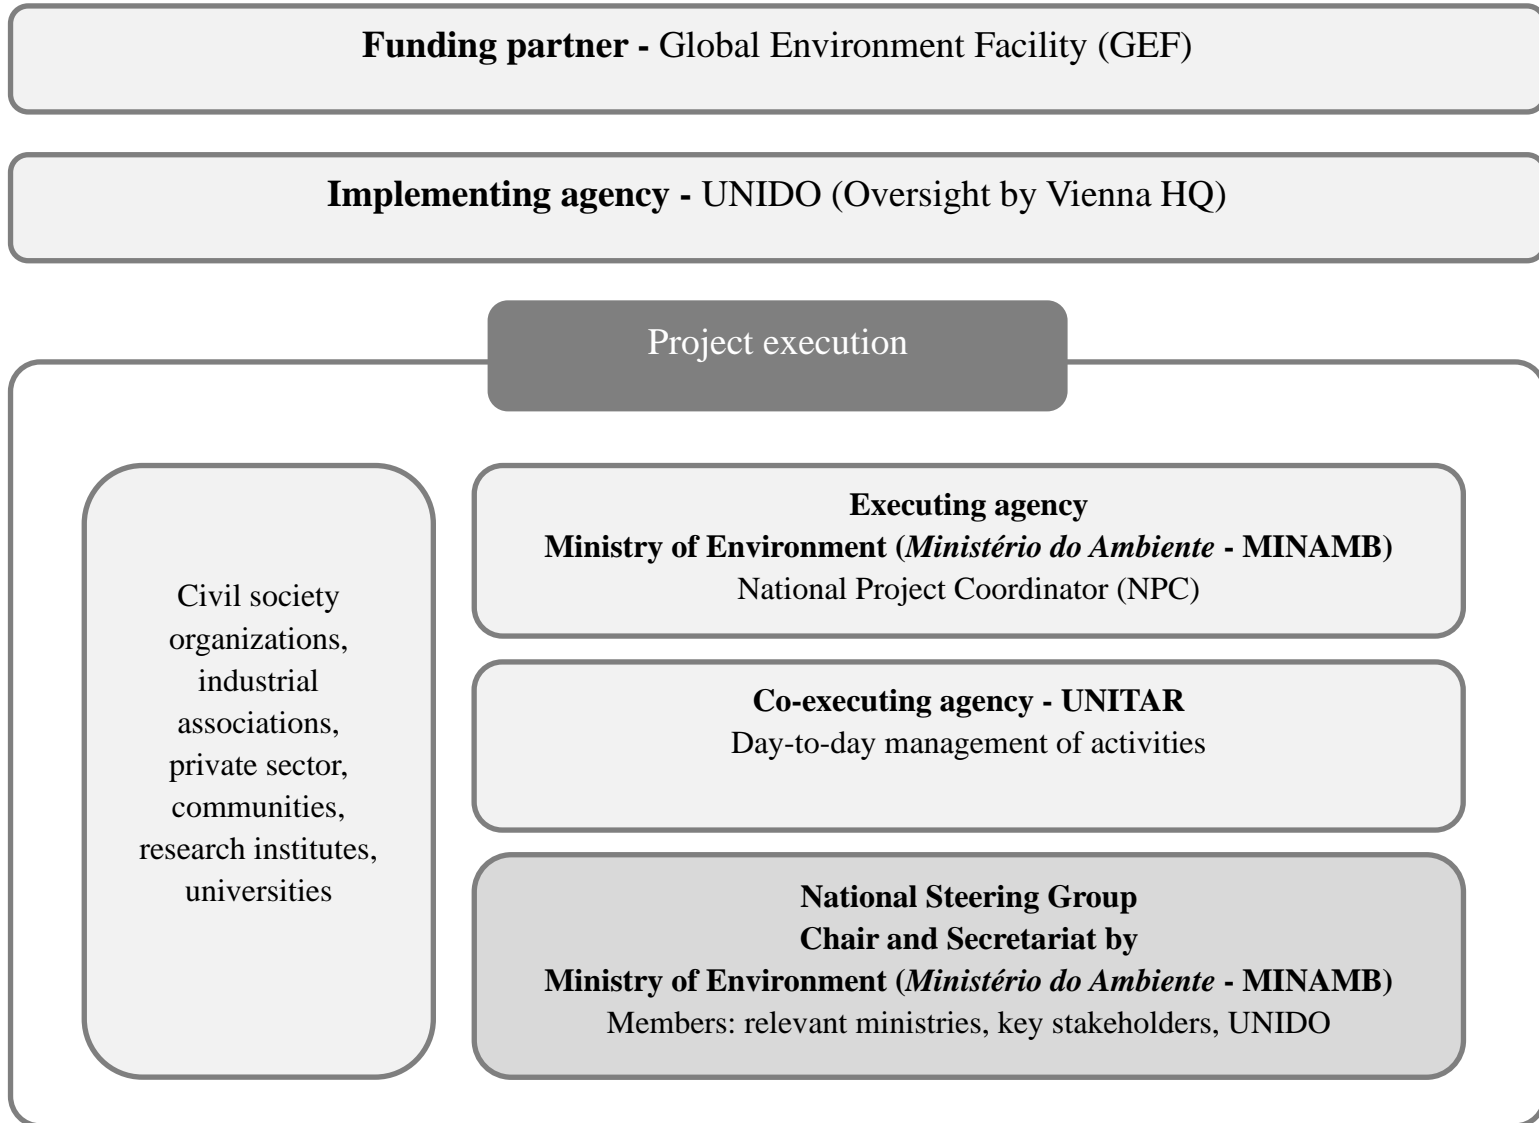 Funding partner - Global Environment Facility (GEF)
Implementing agency - UNIDO (Oversight by Vienna HQ)
Project execution
Civil society
organizations,
industrial
associations,
private sector,
communities,
research institutes,
universities
Executing agency
Ministry of Environment (Ministério do Ambiente - MINAMB)
National Project Coordinator (NPC)
Co-executing agency - UNITAR
Day-to-day management of activities
National Steering Group
Chair and Secretariat by
Ministry of Environment (Ministério do Ambiente - MINAMB)
Members: relevant ministries, key stakeholders, UNIDO